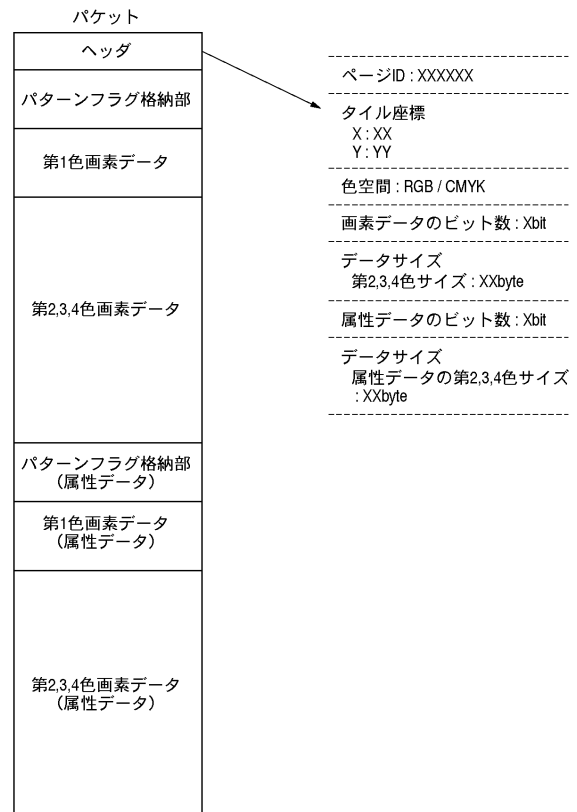 パケット
ヘッダ
パターンフラグ格納部
第1色画素データ
第2,3,4色画素データ
パターンフラグ格納部
(属性データ)
第1色画素データ
(属性データ)
第2,3,4色画素データ
(属性データ)
ページID : XXXXXX
タイル座標
X : XX
Y : YY
色空間 : RGB / CMYK
画素データのビット数 : Xbit
データサイズ
第2,3,4色サイズ : XXbyte
属性データのビット数 : Xbit
データサイズ
属性データの第2,3,4色サイズ
: XXbyte